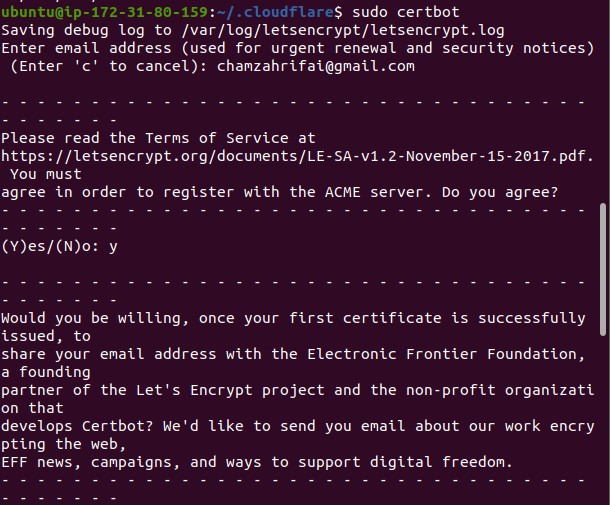 ubuntu@ip-172-31-80-159:~/.cloudflare$ sudo certbot
Saving debug log to /var/log/letsencrypt/letsencrypt.log
Enter email address (used for urgent renewal and security notices)
 (Enter 'c' to cancel): chamzahrifai@gmail.com

- - - - - - - - - - - - - - - - - - - - - - - - - - - - - - - - -
- - - - - - -
Please read the Terms of Service at
https://letsencrypt.org/documents/LE-SA-v1.2-November-15-2017.pdf.
 You must
agree in order to register with the ACME server. Do you agree?
- - - - - - - - - - - - - - - - - - - - - - - - - - - - - - - - -
- - - - - - -
(Y)es/(N)o: y

- - - - - - - - - - - - - - - - - - - - - - - - - - - - - - - - -
- - - - - - -
Would you be willing, once your first certificate is successfully
issued, to
share your email address with the Electronic Frontier Foundation,
a founding
partner of the Let's Encrypt project and the non-profit organizati
on that
develops Certbot? We'd like to send you email about our work encry
pting the web,
EFF news, campaigns, and ways to support digital freedom.
- - - - - - - - - - - - - - - - - - - - - - - - - - - - - - - - -
- - - - - - -